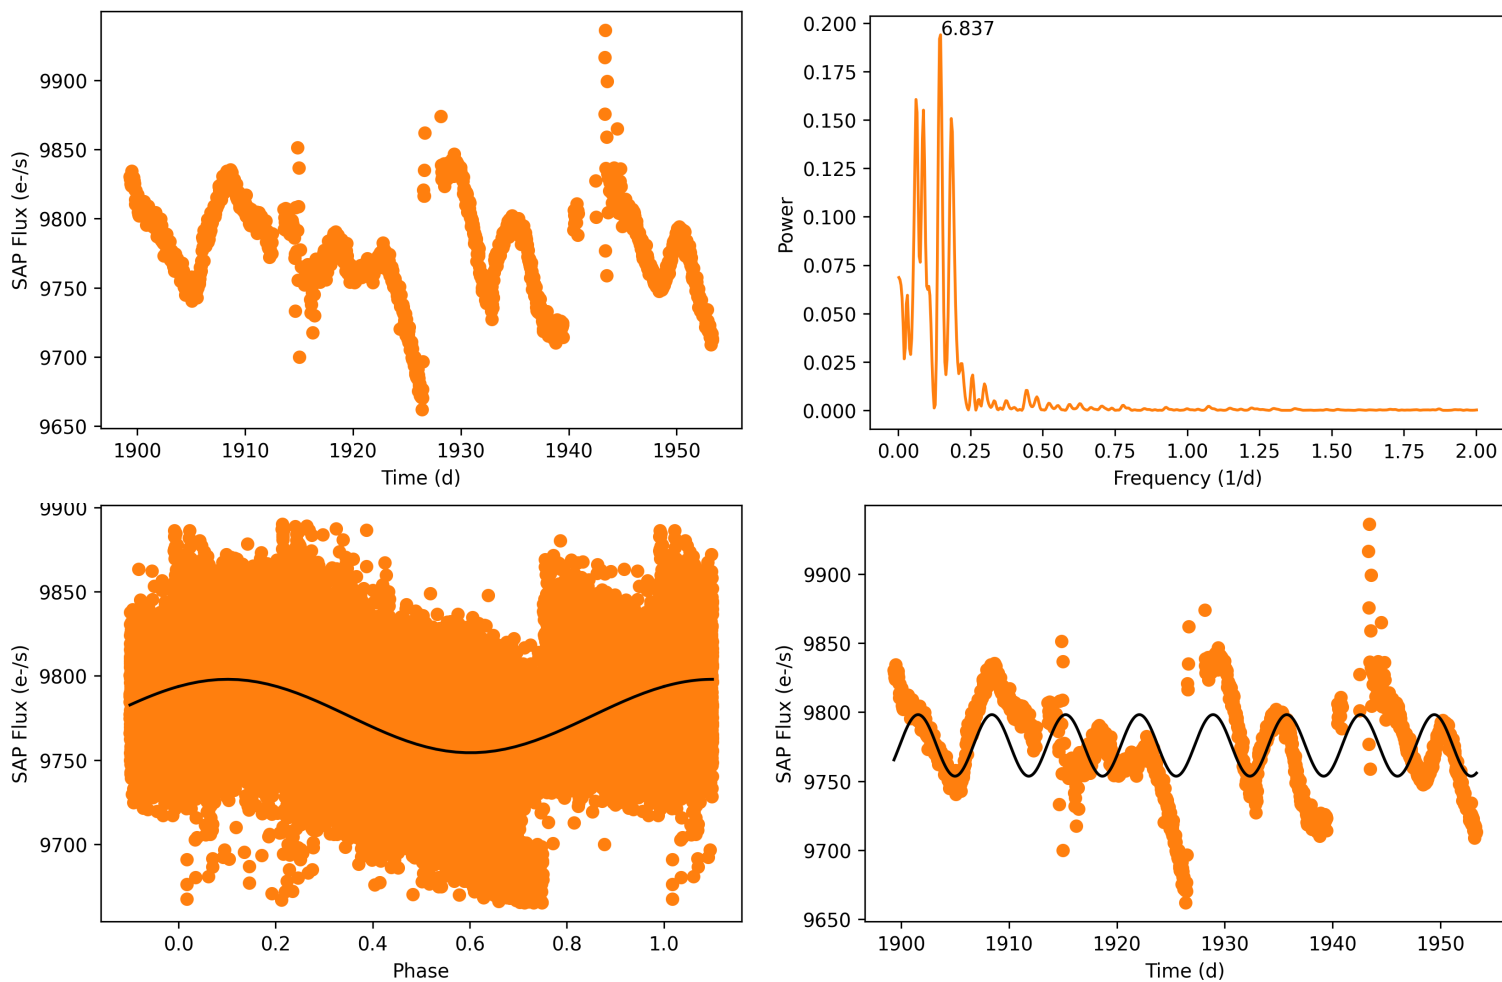 9900
9850
9800
9750
9700
9650
SAP Flux (e-/s)
1900 1910 1920 1930 1940 1950
Time (d)
6.837
0.200
0.175
0.150
0.125
0.100
0.075
0.050
0.025
0.000
Power
0.00 0.25 0.50 0.75 1.00 1.25 1.50 1.75 2.00
Frequency (1/d)
9900
9850
9800
9750
9700
SAP Flux (e-/s)
0.0 0.2 0.4 0.6 0.8 1.0
Phase
9900
9850
9800
9750
9700
9650
SAP Flux (e-/s)
1900 1910 1920 1930 1940 1950
Time (d)